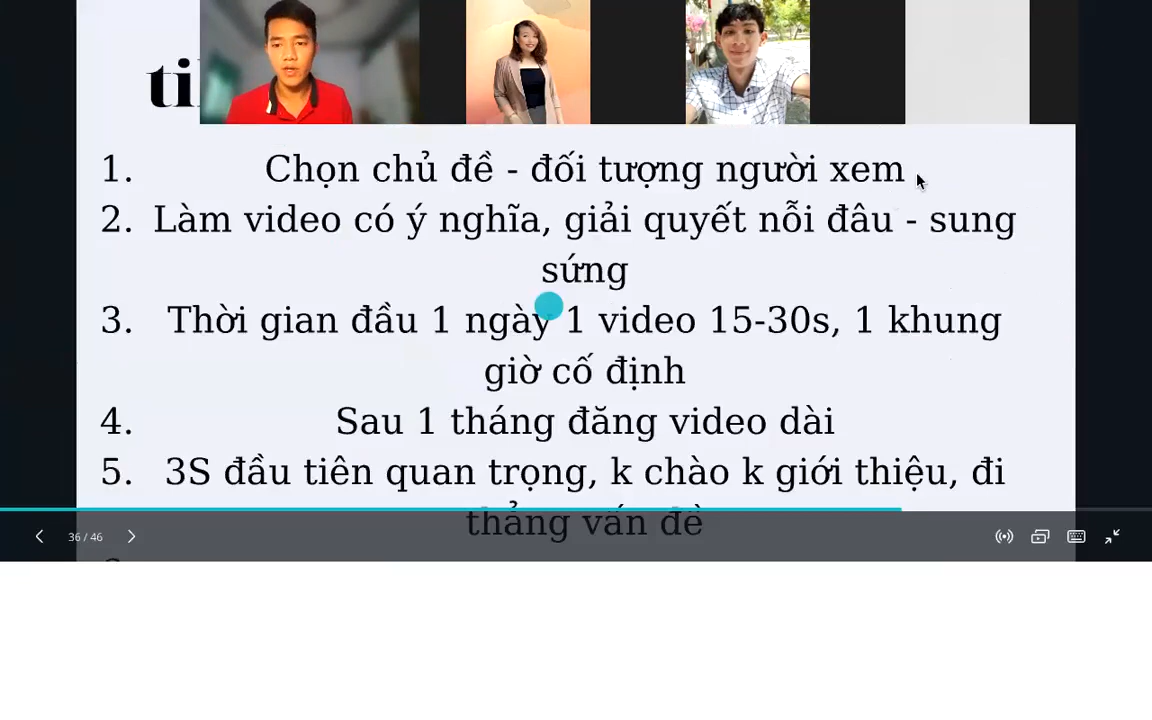 ti
1. Chọn chủ đề - đối tượng người xem
2. Làm video có ý nghĩa, giải quyết nỗi đâu - sung
sứng
3. Thời gian đầu 1 ngày 1 video 15-30s, 1 khung
giờ cố định
4. Sau 1 tháng đăng video dài
5. 3S đầu tiên quan trọng, k chào k giới thiệu, đi
thẳng vấn đề
36 / 46